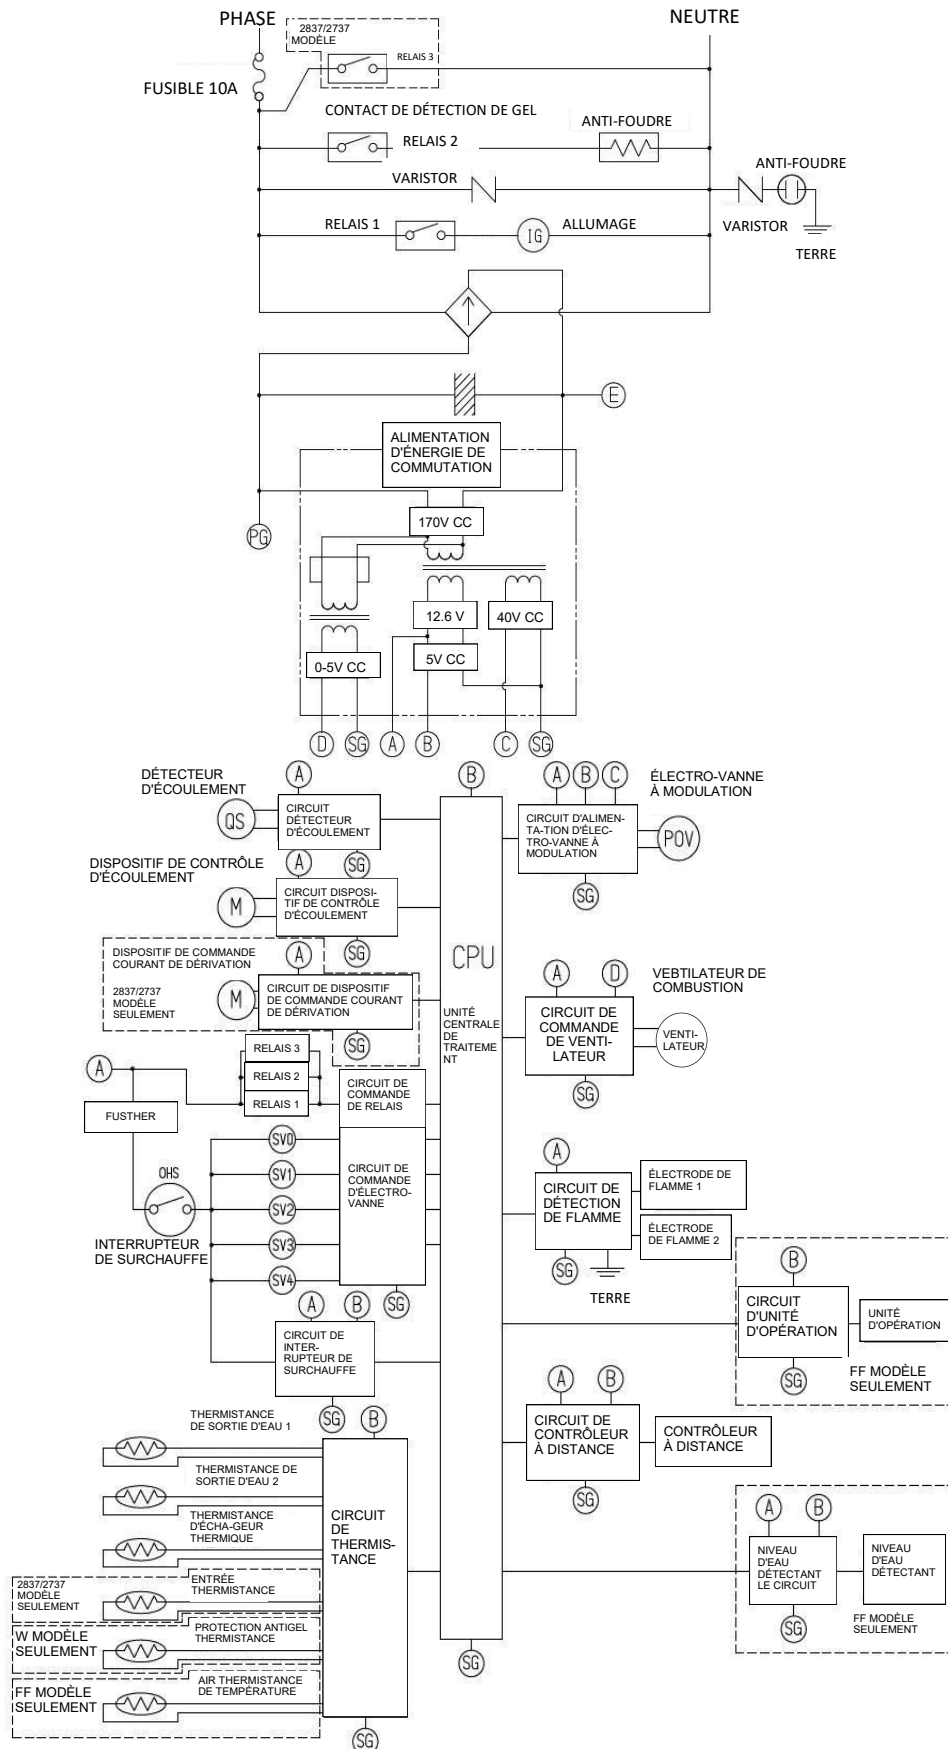 PHASE
NEUTRE
2837/2737
MODÈLE
RELAIS 3
FUSIBLE 10A
CONTACT DE DÉTECTION DE GEL
ANTI-FOUDRE
RELAIS 2
ANTI-FOUDRE
VARISTOR
RELAIS 1
ALLUMAGE
IG
VARISTOR
TERRE
E
ALIMENTATION
D'ÉNERGIE DE
COMMUTATION
170V CC
PG
12.6 V
40V CC
0-5V CC
5V CC
D
SG
A
B
C
SG
DÉTECTEUR
D'ÉCOULEMENT
A
QS
CIRCUIT
DÉTECTEUR
D'ÉCOULEMENT
SG
B
A
B
C
ÉLECTRO-VANNE
À MODULATION
CIRCUIT D'ALIMEN-
TA-TION D'ÉLEC-
TRO-VANNE À
MODULATION
POV
SG
DISPOSITIF DE CONTRÔLE
D'ÉCOULEMENT
A
M
CIRCUIT DISPOSI-
TIF DE CONTRÔLE
D'ÉCOULEMENT
SG
CPU
UNITÉ
CENTRALE
DE
TRAITEME
NT
DISPOSITIF DE COMMANDE
COURANT DE DÉRIVATION
A
2837/2737
MODÈLE
SEULEMENT
M
CIRCUIT DE DISPOSITIF
DE COMMANDE COURANT
DE DÉRIVATION
SG
A
D
VEBTILATEUR DE
COMBUSTION
CIRCUIT DE
COMMANDE
DE VENTI-
LATEUR
VENTI-
LATEUR
SG
RELAIS 3
RELAIS 2
RELAIS 1
A
FUSTHER
CIRCUIT DE
COMMANDE
DE RELAIS
SV0
SV1
SV2
SV3
SV4
CIRCUIT DE
COMMANDE
D'ÉLECTRO-
VANNE
SG
OHS
INTERRUPTEUR
DE SURCHAUFFE
A
CIRCUIT DE
DÉTECTION
DE FLAMME
ÉLECTRODE DE
FLAMME 1
ÉLECTRODE
DE FLAMME 2
SG
TERRE
A
B
CIRCUIT DE
INTER-
RUPTEUR DE
SURCHAUFFE
SG
B
CIRCUIT
D'UNITÉ
D'OPÉRATION
UNITÉ
D'OPÉRATION
SG
FF MODÈLE
SEULEMENT
A
B
CIRCUIT DE
CONTRÔLEUR
À DISTANCE
CONTRÔLEUR
À DISTANCE
SG
THERMISTANCE
DE SORTIE D'EAU 1
B
THERMISTANCE DE
SORTIE D'EAU 2
THERMISTANCE
D'ÉCHA-GEUR
THERMIQUE
CIRCUIT
DE
THERMIS-
TANCE
2837/2737
MODÈLE
SEULEMENT
ENTRÉE
THERMISTANCE
W MODÈLE
SEULEMENT
PROTECTION ANTIGEL
THERMISTANCE
FF MODÈLE
SEULEMENT
AIR THERMISTANCE
DE TEMPÉRATURE
SG
SG
A
B
NIVEAU
D'EAU
DÉTECTANT
LE CIRCUIT
NIVEAU
D'EAU
DÉTECTANT
SG
FF MODÈLE
SEULEMENT